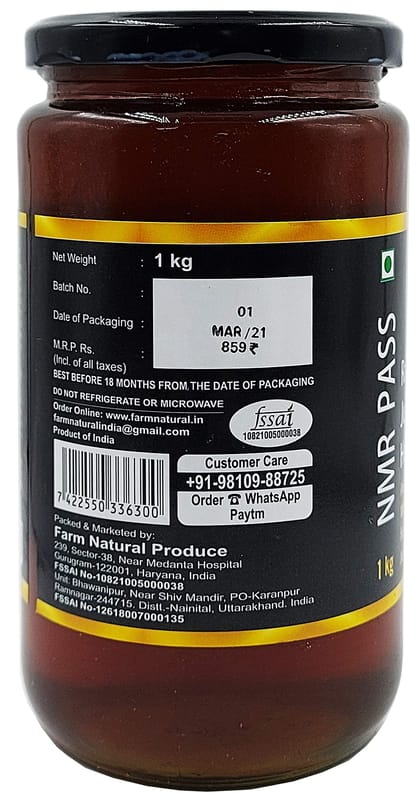 Net Weight : 1 kg
Batch No. : 01
Date of Packaging : MAR/21
M.R.P. Rs. : 859₹
(Incl. of all taxes)
BEST BEFORE 18 MONTHS FROM THE DATE OF PACKAGING
DO NOT REFRIGERATE OR MICROWAVE
Order Online: www.farmnatural.in
farmnaturalindia@gmail.com
Product of India
fssai
10821005000038
7 422550 336300
Customer Care
+91-98109-88725
Order ☎ WhatsApp
Paytm
Packed & Marketed by:
Farm Natural Produce
239, Sector-38, Near Medanta Hospital
Gurugram-122001, Haryana, India
FSSAI No-10821005000038
Unit: Bhawanipur, Near Shiv Mandir, PO-Karanpur
Ramnagar-244715. Distt.-Nainital, Uttarakhand. India
FSSAI No-12618007000135
NMR PASS
1 kg